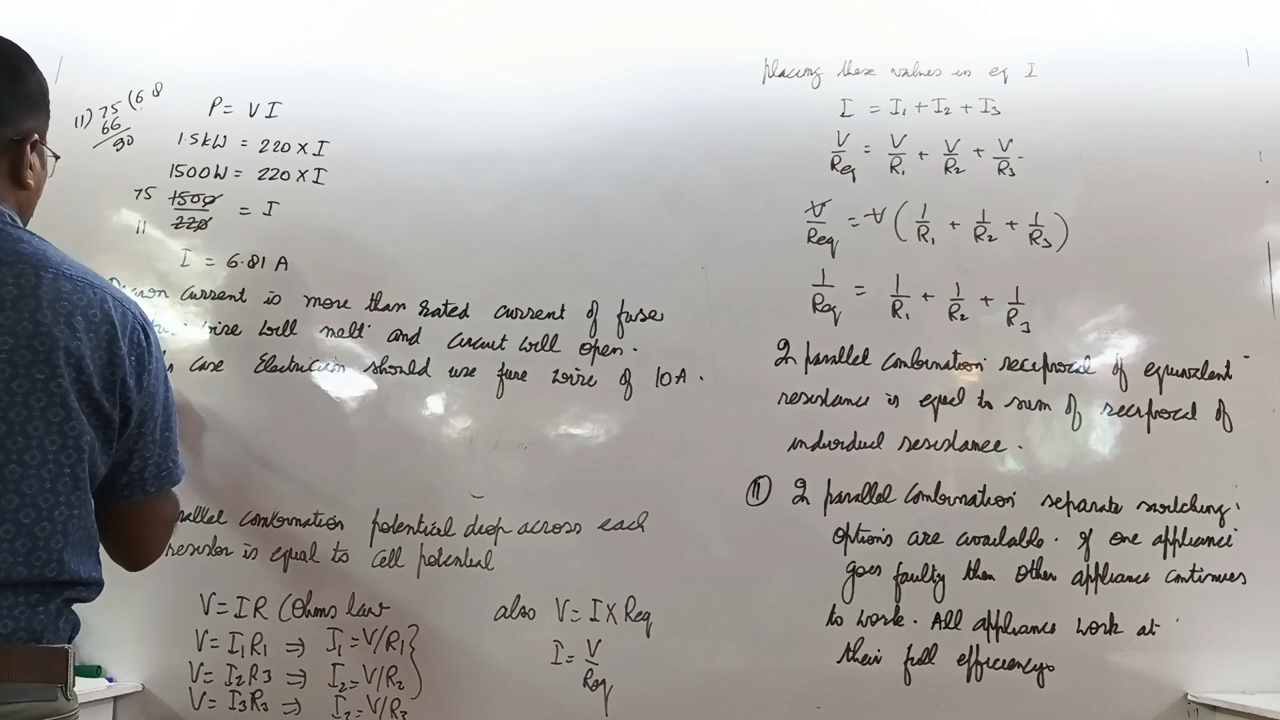 11) 75 (6 8
66
90
P = VI
1.5kW = 220 X I
1500W = 220 X I
75 1500
11 220 = I
I = 6.81 A
current is more than rated current of fuse
wire will melt and circuit will open.
case Electrician should use fuse wire of 10A.
combination potential drop across each
resistor is equal to cell potential
V = IR (Ohms law
V = I₁R₁ ⇒ I₁ = V/R₁
V = I₂R3 ⇒ I₂ = V/R₂
V = I₃R₃ ⇒ V/R₃
also V = I X Req
I = V/Req
placing these values in eq I
I = I₁ + I₂ + I₃
V/Req = V/R₁ + V/R₂ + V/R₃
V/Req = V (1/R₁ + 1/R₂ + 1/R₃)
1/Req = 1/R₁ + 1/R₂ + 1/R₃
In parallel combination reciprocal of equivalent
resistance is equal to sum of reciprocal of
individual resistance.
(II) In parallel combination separate switching
options are available. If one appliance
goes faulty then other appliance continues
to work. All appliance work at
their full efficiency